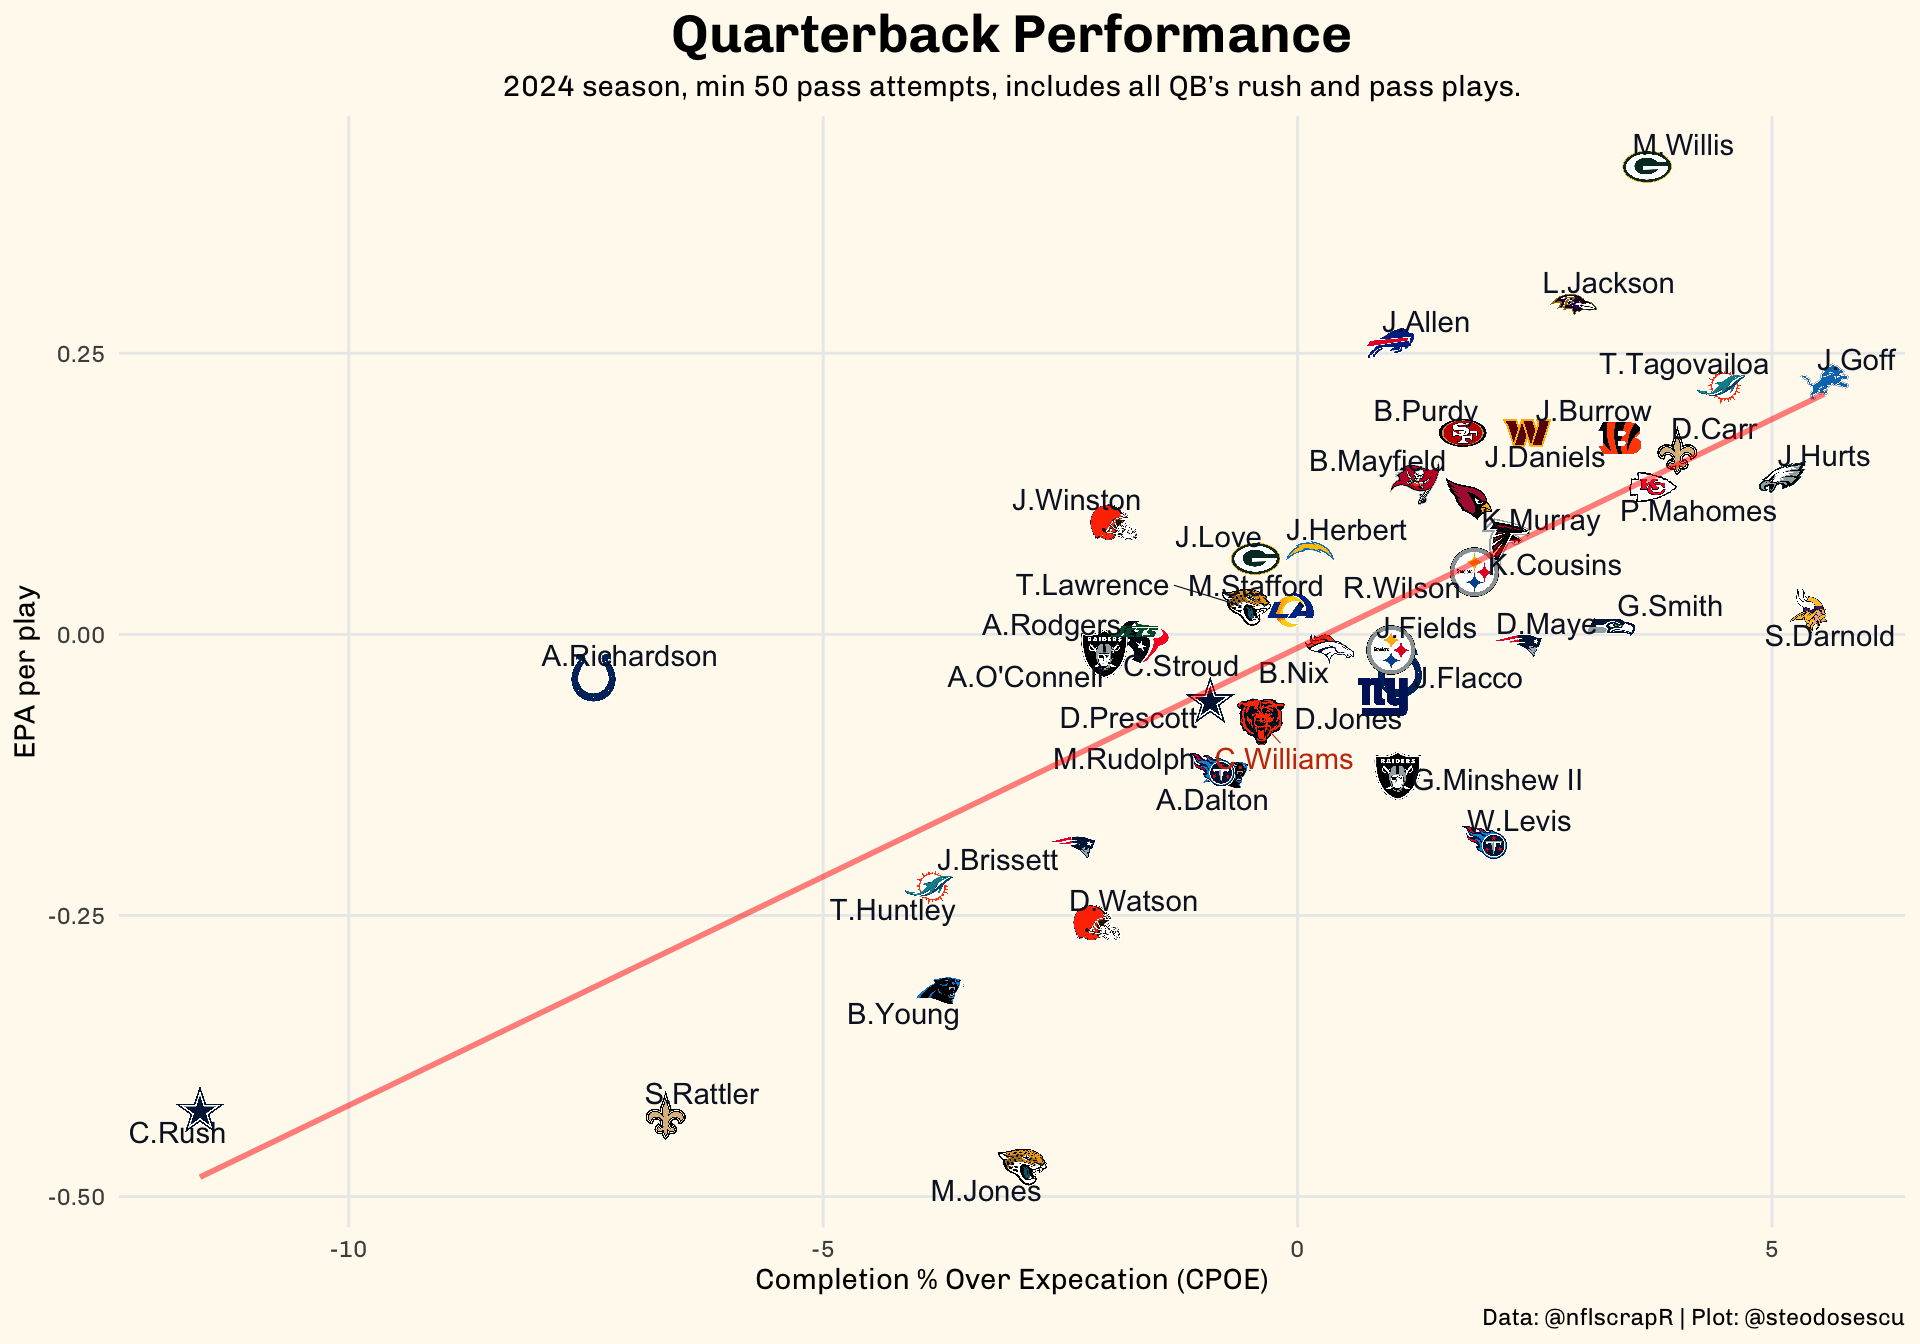 Quarterback Performance
2024 season, min 50 pass attempts, includes all QB's rush and pass plays.
M.Willis
L.Jackson
J.Allen
0.25
T.Tagovailoa
J.Goff
B.Purdy
J.Burrow
D.Carr
B.Mayfield
J.Daniels
J.Hurts
J.Winston
K.Murray
P.Mahomes
J.Love
J.Herbert
K.Cousins
T.Lawrence
M.Stafford
R.Wilson
G.Smith
A.Rodgers
J.Fields
D.Maye
S.Darnold
0.00
A.Richardson
A.O'Connell
C.Stroud
B.Nix
J.Flacco
D.Prescott
D.Jones
M.Rudolph
C.Williams
G.Minshew II
A.Dalton
W.Levis
J.Brissett
T.Huntley
D.Watson
-0.25
B.Young
S.Rattler
C.Rush
M.Jones
-0.50
EPA per play
-10
-5
0
5
Completion % Over Expecation (CPOE)
Data: @nflscrapR | Plot: @steodosescu
RAIDERS
RAIDERS